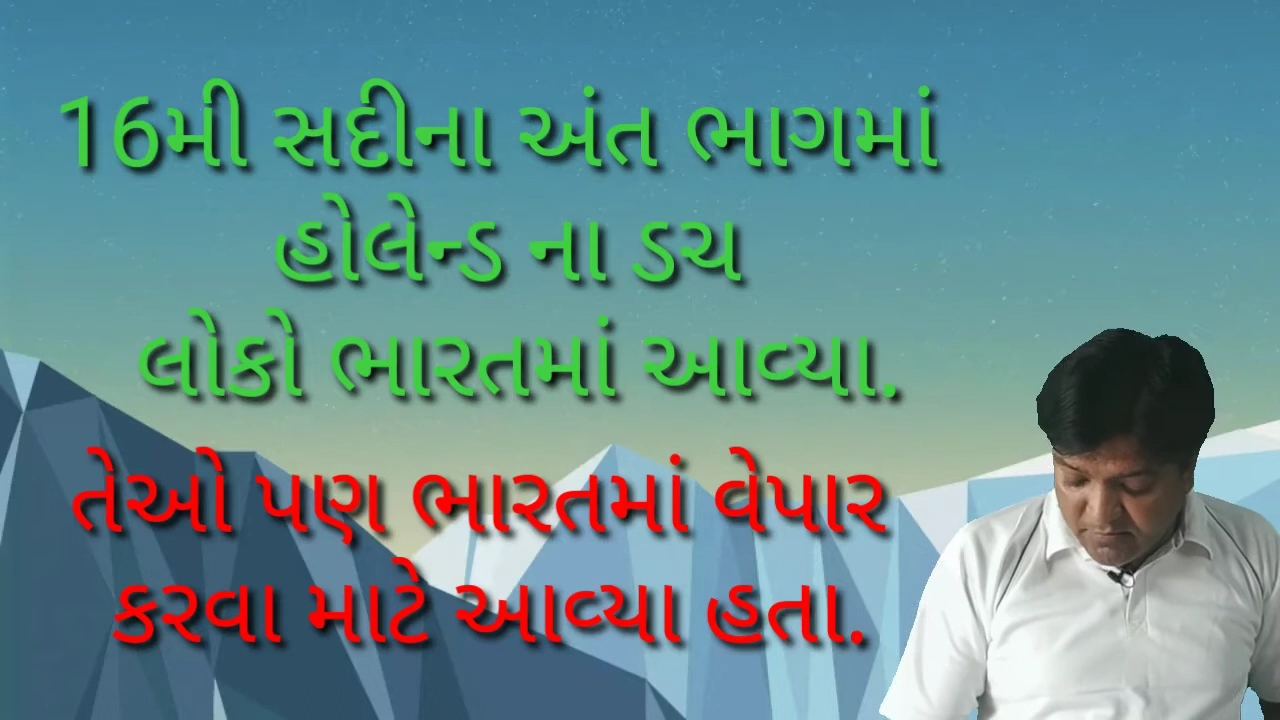 16મી સદીના અંત ભાગમાં
હોલેન્ડ ના ડચ
લોકો ભારતમાં આવ્યા.
તેઓ પણ ભારતમાં વેપાર
કરવા માટે આવ્યા હતા.